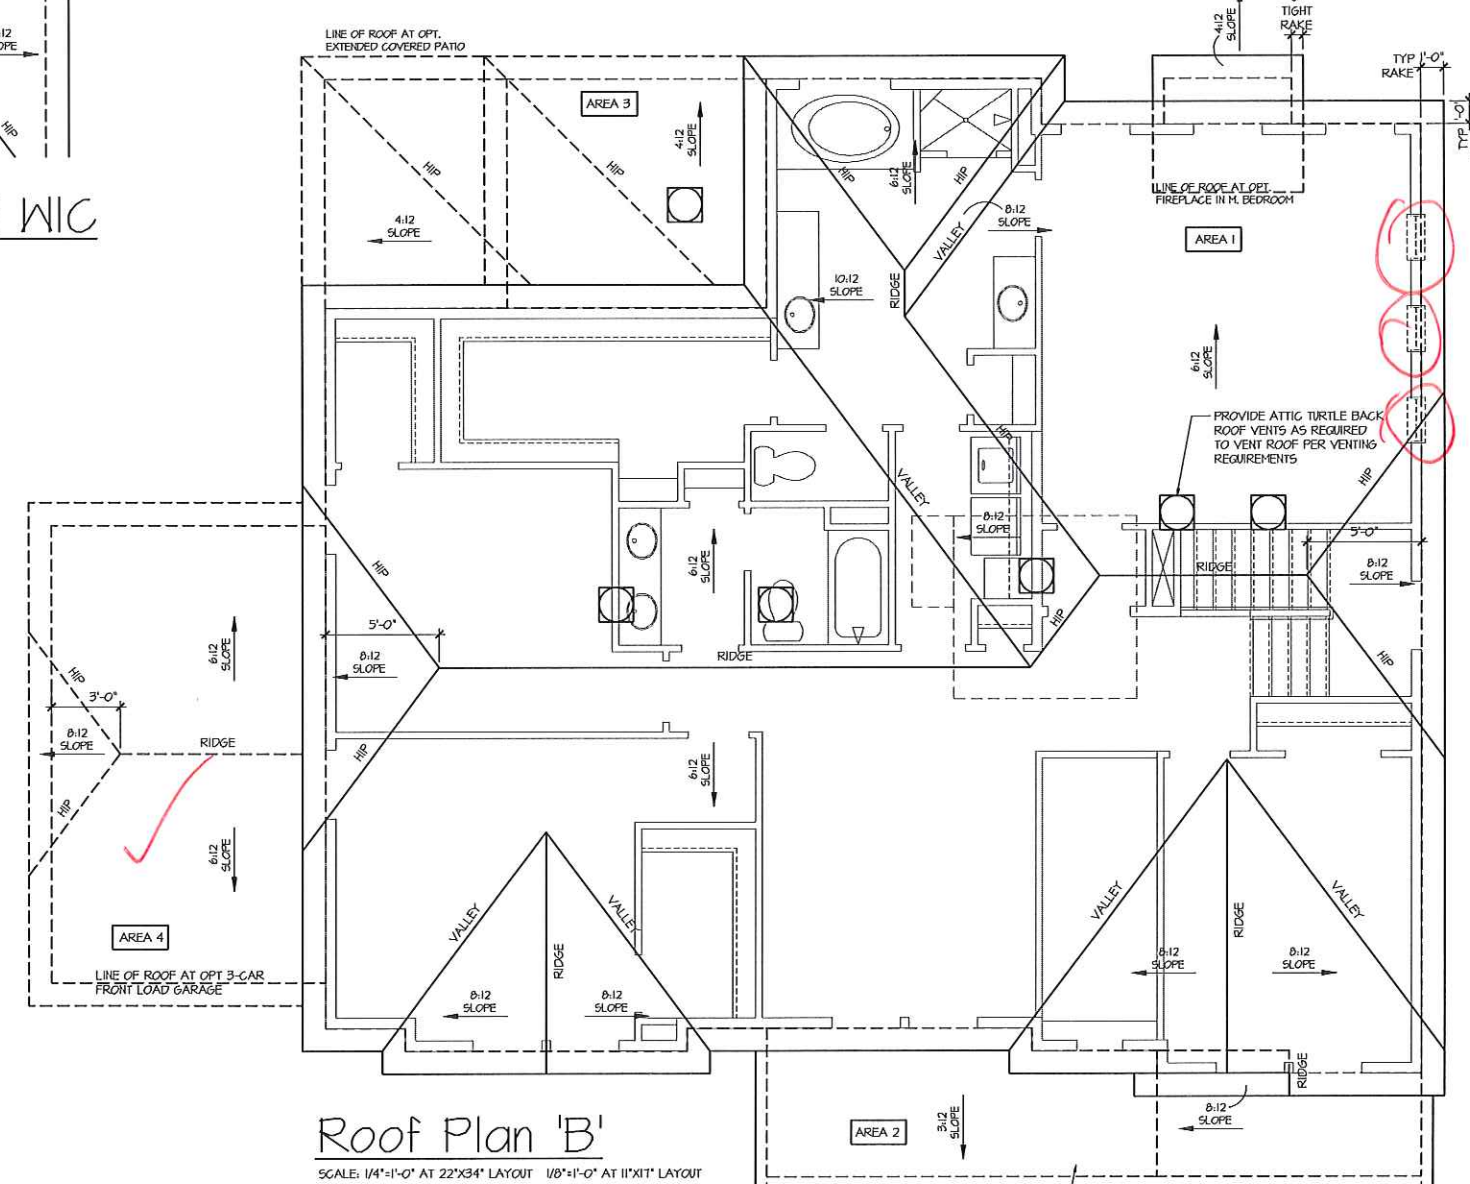 :12
OPE
HIP
WIC
LINE OF ROOF AT OPT.
EXTENDED COVERED PATIO
AREA 3
4:12
SLOPE
HIP
HIP
4:12
SLOPE
4:12
SLOPE
TIGHT
RAKE
TYP
RAKE
1'-0"
1'-0"
TYP
HIP
6:12
SLOPE
HIP
VALLEY
8:12
SLOPE
LINE OF ROOF AT OPT.
FIREPLACE IN M. BEDROOM
AREA 1
10:12
SLOPE
RIDGE
6:12
SLOPE
PROVIDE ATTIC TURTLE BACK
ROOF VENTS AS REQUIRED
TO VENT ROOF PER VENTING
REQUIREMENTS
HIP
HIP
VALLEY
8:12
SLOPE
5'-0"
HIP
6:12
SLOPE
RIDGE
8:12
SLOPE
HIP
5'-0"
6:12
SLOPE
8:12
SLOPE
RIDGE
HIP
HIP
3'-0"
8:12
SLOPE
RIDGE
HIP
HIP
6:12
SLOPE
6:12
SLOPE
VALLEY
VALLEY
RIDGE
VALLEY
RIDGE
VALLEY
AREA 4
8:12
SLOPE
8:12
SLOPE
LINE OF ROOF AT OPT 3-CAR
FRONT LOAD GARAGE
8:12
SLOPE
8:12
SLOPE
RIDGE
8:12
SLOPE
AREA 2
3:12
SLOPE
Roof Plan 'B'
SCALE: 1/4"=1'-0" AT 22"X34" LAYOUT 1/8"=1'-0" AT 11"X17" LAYOUT